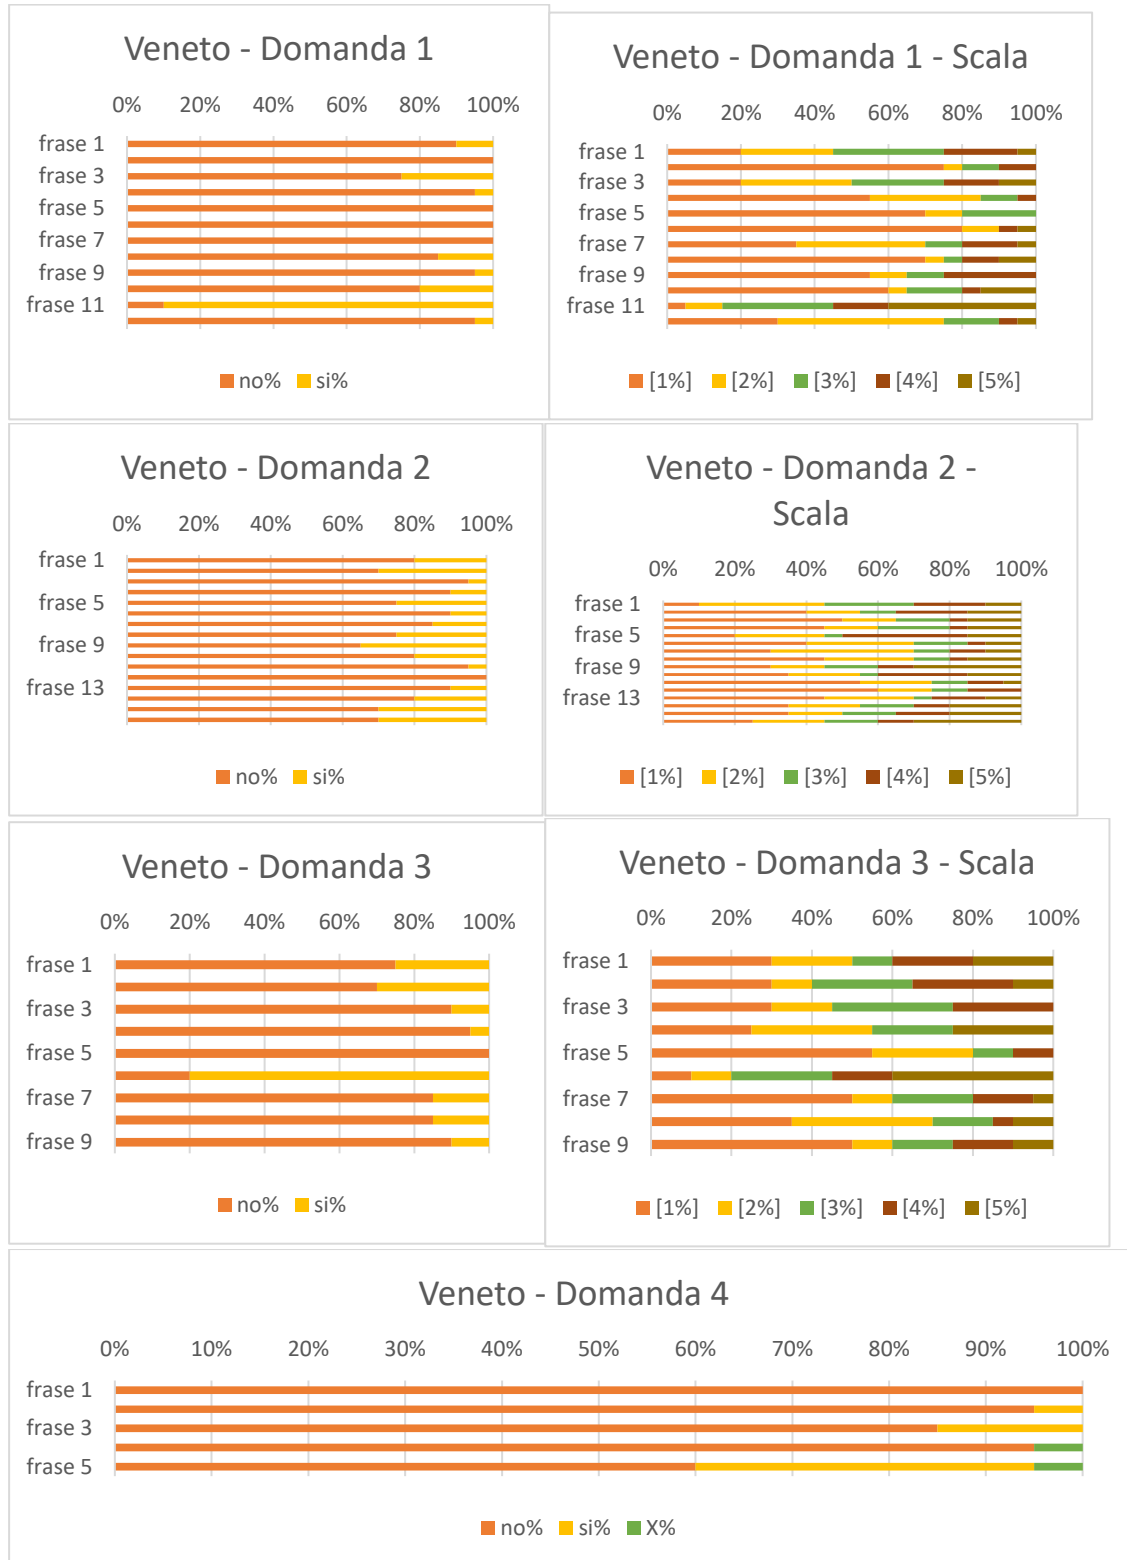 Veneto - Domanda 1
0% 20% 40% 60% 80% 100%
frase 1
frase 3
frase 5
frase 7
frase 9
frase 11
no% si%
Veneto - Domanda 1 - Scala
0% 20% 40% 60% 80% 100%
frase 1
frase 3
frase 5
frase 7
frase 9
frase 11
[1%] [2%] [3%] [4%] [5%]
Veneto - Domanda 2
0% 20% 40% 60% 80% 100%
frase 1
frase 5
frase 9
frase 13
no% si%
Veneto - Domanda 2 -
Scala
0% 20% 40% 60% 80% 100%
frase 1
frase 5
frase 9
frase 13
[1%] [2%] [3%] [4%] [5%]
Veneto - Domanda 3
0% 20% 40% 60% 80% 100%
frase 1
frase 3
frase 5
frase 7
frase 9
no% si%
Veneto - Domanda 3 - Scala
0% 20% 40% 60% 80% 100%
frase 1
frase 3
frase 5
frase 7
frase 9
[1%] [2%] [3%] [4%] [5%]
Veneto - Domanda 4
0% 10% 20% 30% 40% 50% 60% 70% 80% 90% 100%
frase 1
frase 3
frase 5
no% si% X%